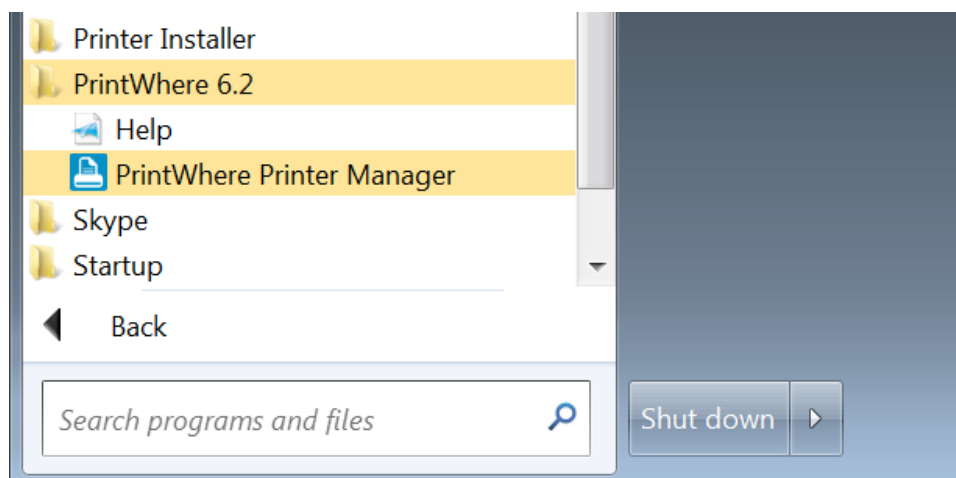 Printer Installer
PrintWhere 6.2
Help
PrintWhere Printer Manager
Skype
Startup
Back
Search programs and files
Shut down